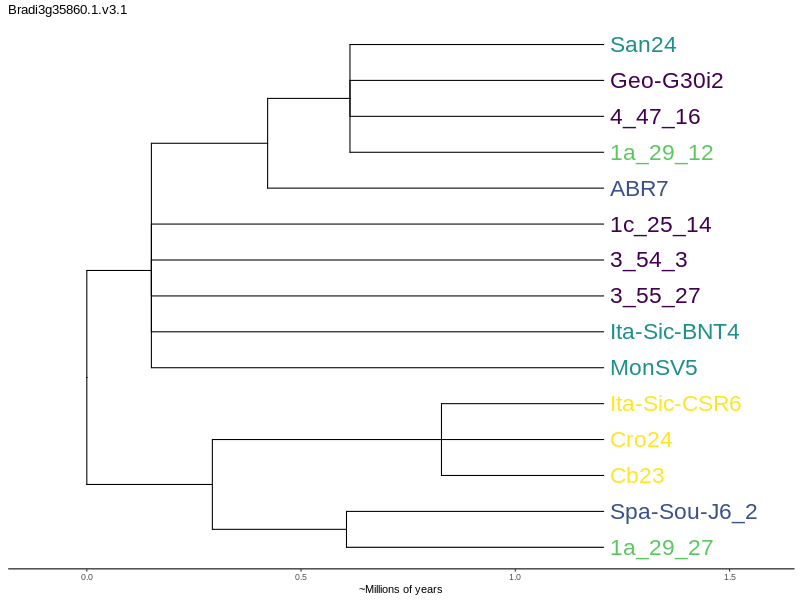 Bradi3g35860.1.v3.1
San24
Geo-G30i2
4_47_16
1a_29_12
ABR7
1c_25_14
3_54_3
3_55_27
Ita-Sic-BNT4
MonSV5
Ita-Sic-CSR6
Cro24
Cb23
Spa-Sou-J6_2
1a_29_27
0.0 0.5 1.0 1.5
~Millions of years